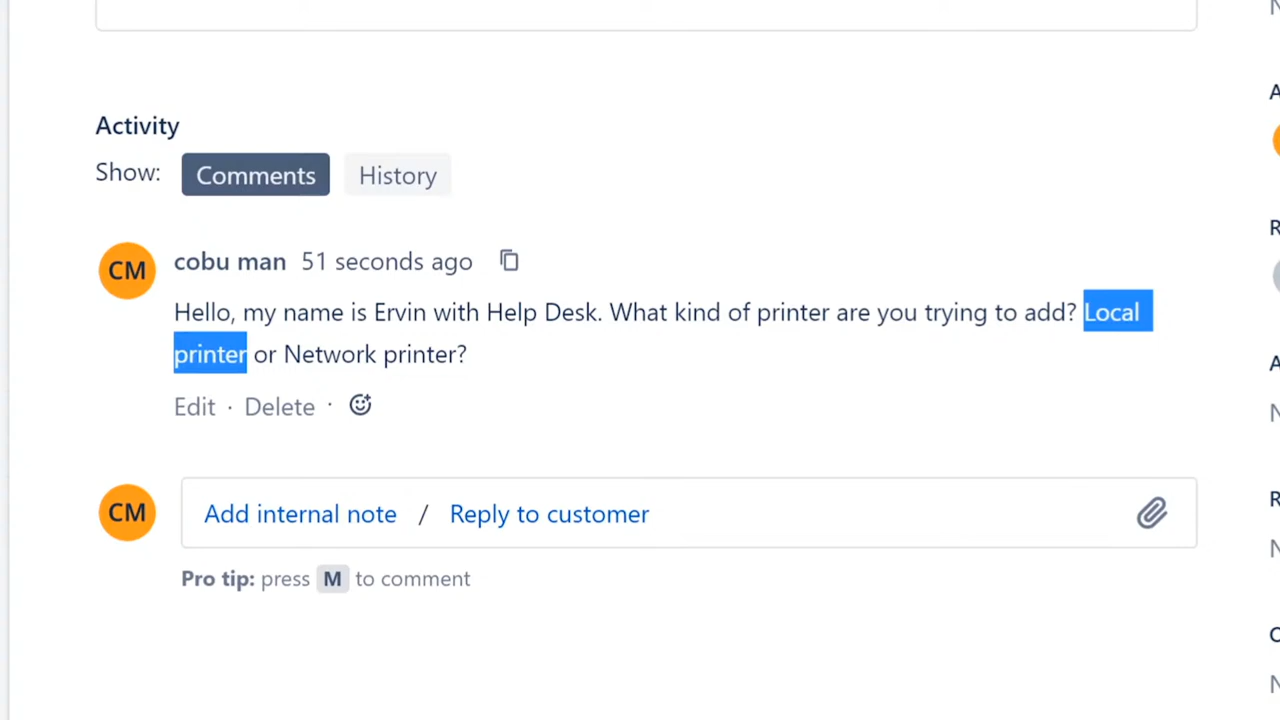 Activity
Show: Comments History
CM cobu man 51 seconds ago
Hello, my name is Ervin with Help Desk. What kind of printer are you trying to add? Local
printer or Network printer?
Edit · Delete ·
CM Add internal note / Reply to customer
Pro tip: press M to comment